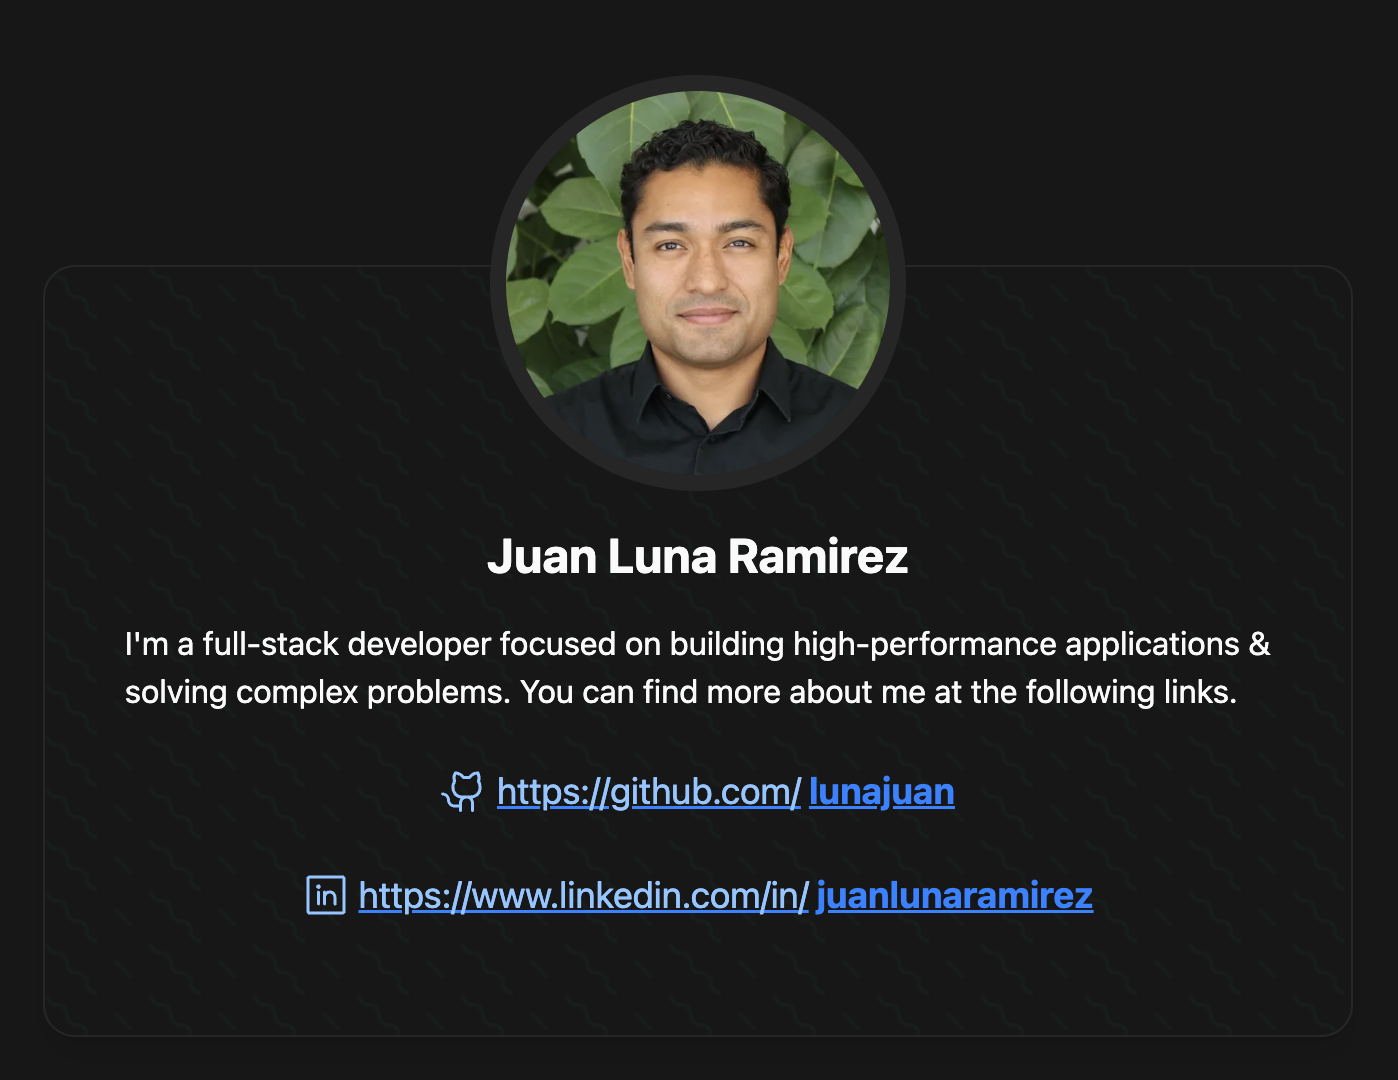 Juan Luna Ramirez
I'm a full-stack developer focused on building high-performance applications &
solving complex problems. You can find more about me at the following links.
https://github.com/ lunajuan
in https://www.linkedin.com/in/ juanlunaramirez